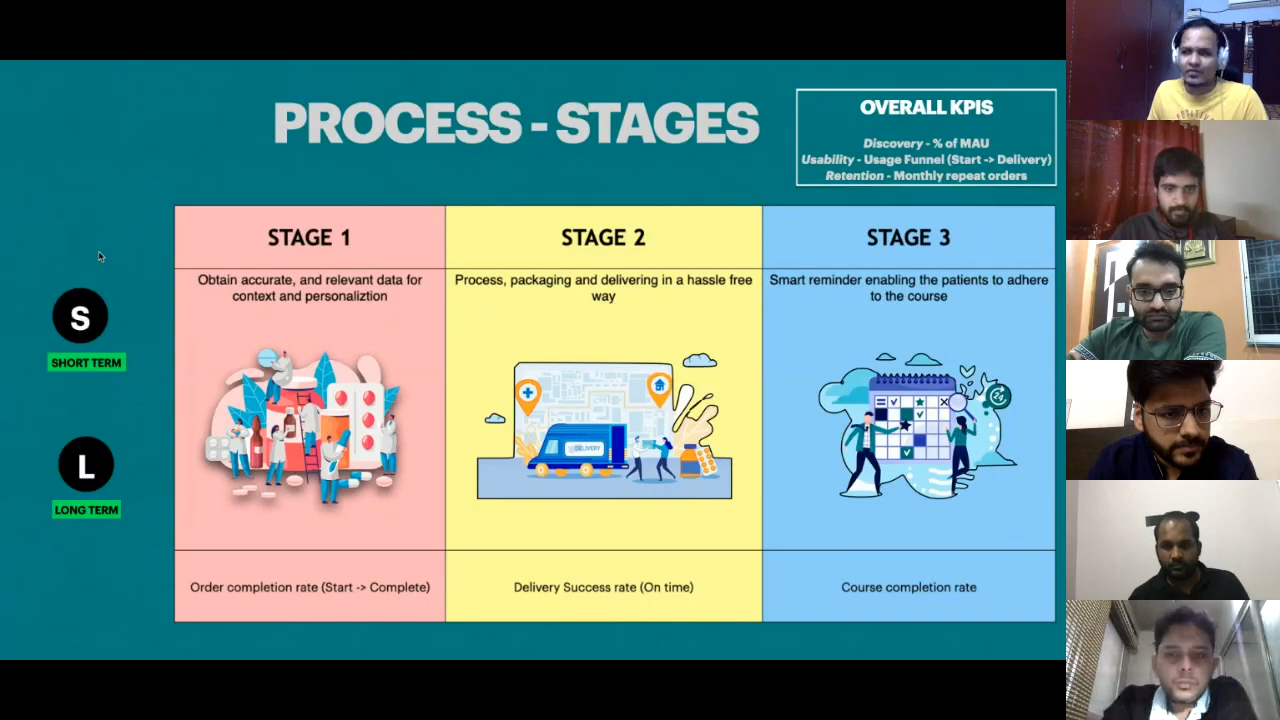 PROCESS - STAGES
OVERALL KPIS
Discovery - % of MAU
Usability - Usage Funnel (Start -> Delivery)
Retention - Monthly repeat orders
STAGE 1
STAGE 2
STAGE 3
Obtain accurate, and relevant data for
context and personaliztion
Process, packaging and delivering in a hassle free
way
Smart reminder enabling the patients to adhere
to the course
S
SHORT TERM
L
LONG TERM
DELIVERY
24
Order completion rate (Start -> Complete)
Delivery Success rate (On time)
Course completion rate